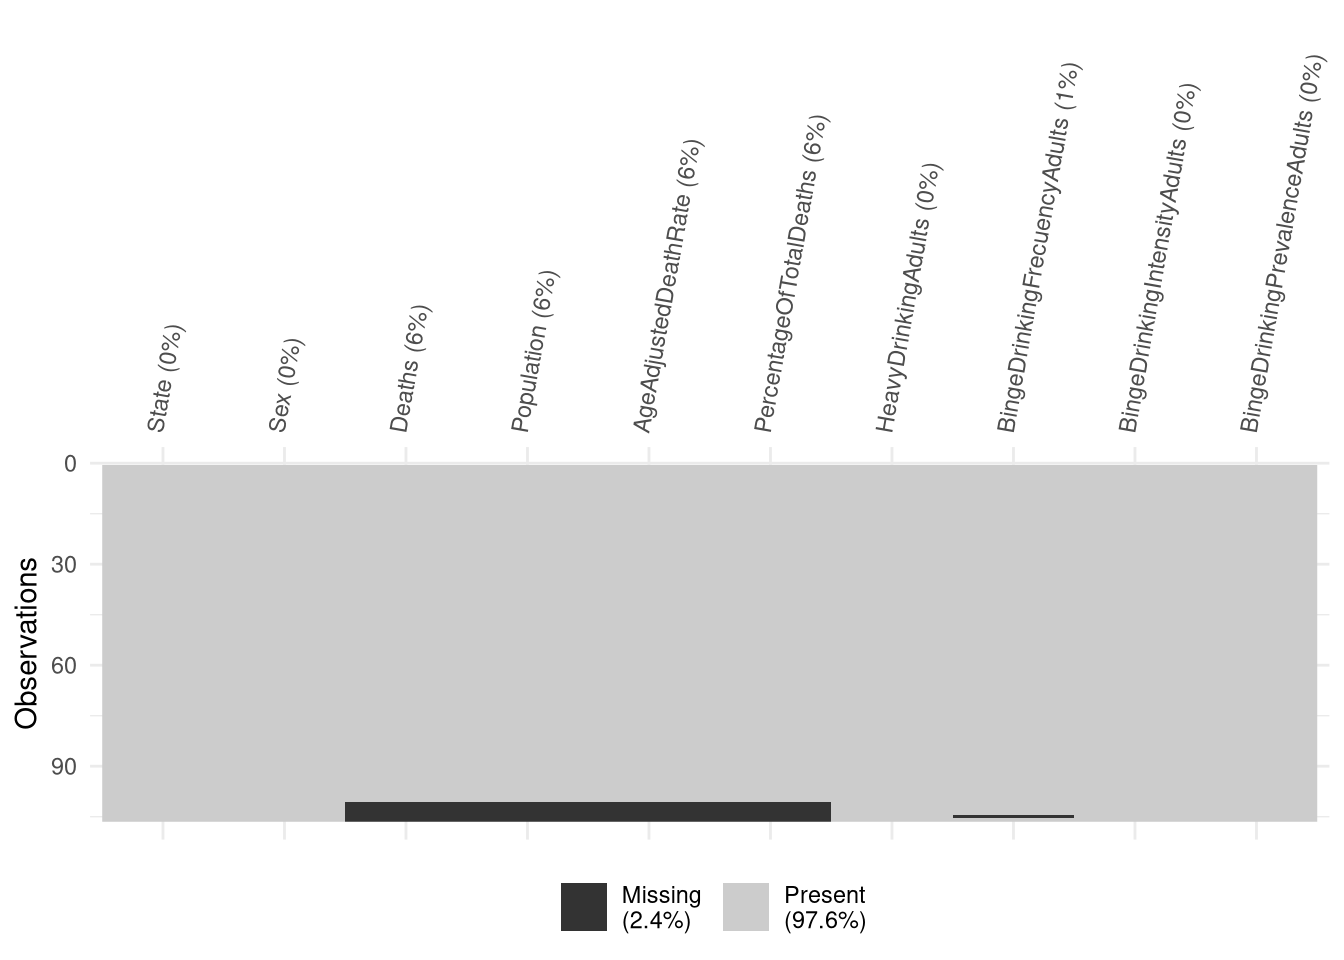 State (0%)
Sex (0%)
Deaths (6%)
Population (6%)
AgeAdjustedDeathRate (6%)
PercentageOfTotalDeaths (6%)
HeavyDrinkingAdults (0%)
BingeDrinkingFrecuencyAdults (1%)
BingeDrinkingIntensityAdults (0%)
BingeDrinkingPrevalenceAdults (0%)
Observations
0
30
60
90
Missing
(2.4%)
Present
(97.6%)